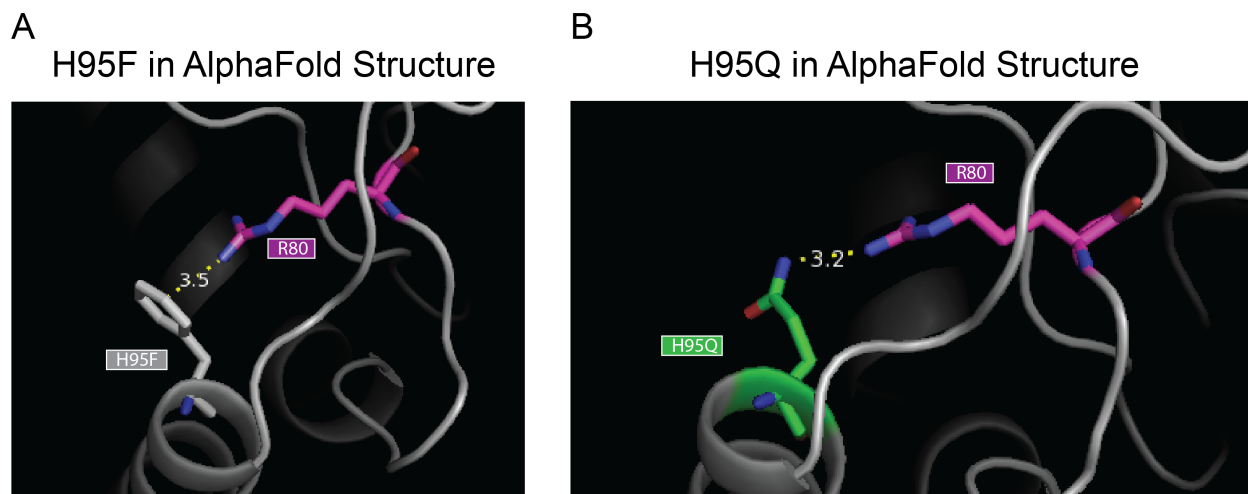 A
H95F in AlphaFold Structure
R80
3.5
H95F
B
H95Q in AlphaFold Structure
R80
3.2
H95Q